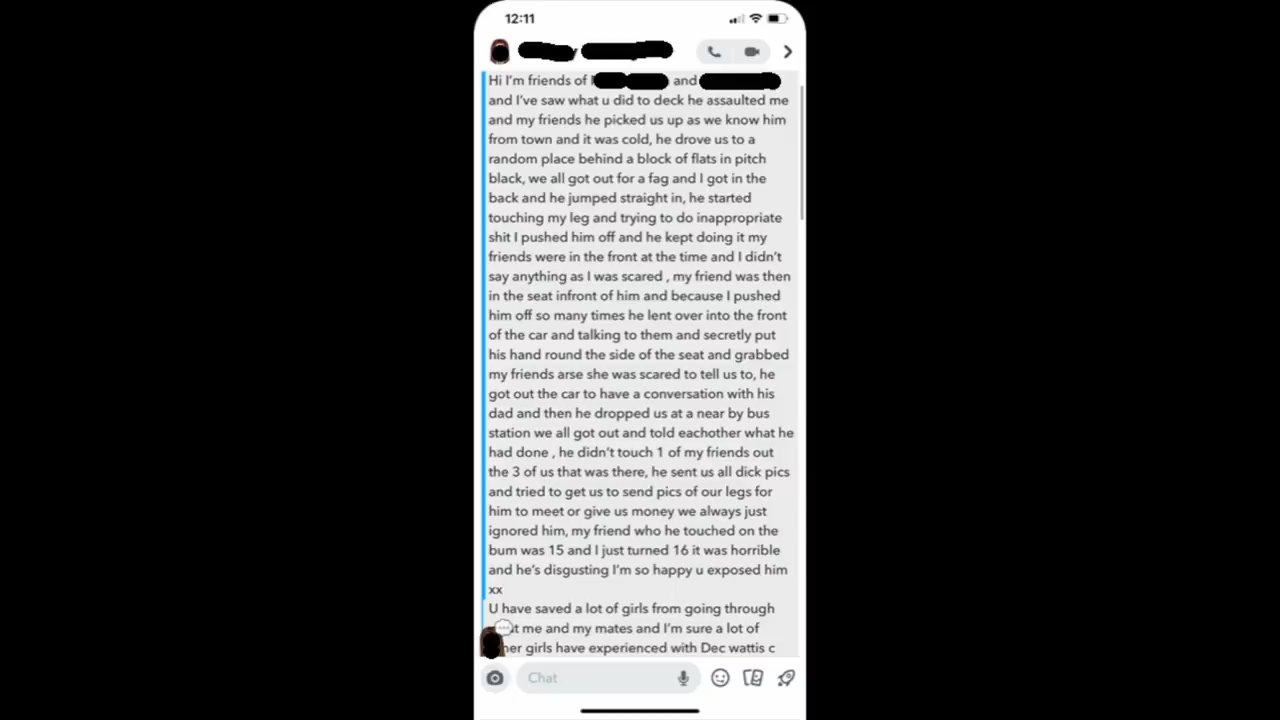 12:11
Hi I'm friends of and
and I've saw what u did to deck he assaulted me
and my friends he picked us up as we know him
from town and it was cold, he drove us to a
random place behind a block of flats in pitch
black, we all got out for a fag and I got in the
back and he jumped straight in, he started
touching my leg and trying to do inappropriate
shit I pushed him off and he kept doing it my
friends were in the front at the time and I didn't
say anything as I was scared , my friend was then
in the seat infront of him and because I pushed
him off so many times he lent over into the front
of the car and talking to them and secretly put
his hand round the side of the seat and grabbed
my friends arse she was scared to tell us to, he
got out the car to have a conversation with his
dad and then he dropped us at a near by bus
station we all got out and told eachother what he
had done , he didn't touch 1 of my friends out
the 3 of us that was there, he sent us all dick pics
and tried to get us to send pics of our legs for
him to meet or give us money we always just
ignored him, my friend who he touched on the
bum was 15 and I just turned 16 it was horrible
and he's disgusting I'm so happy u exposed him
xx
U have saved a lot of girls from going through
me and my mates and I'm sure a lot of
girls have experienced with Dec wattis c
Chat